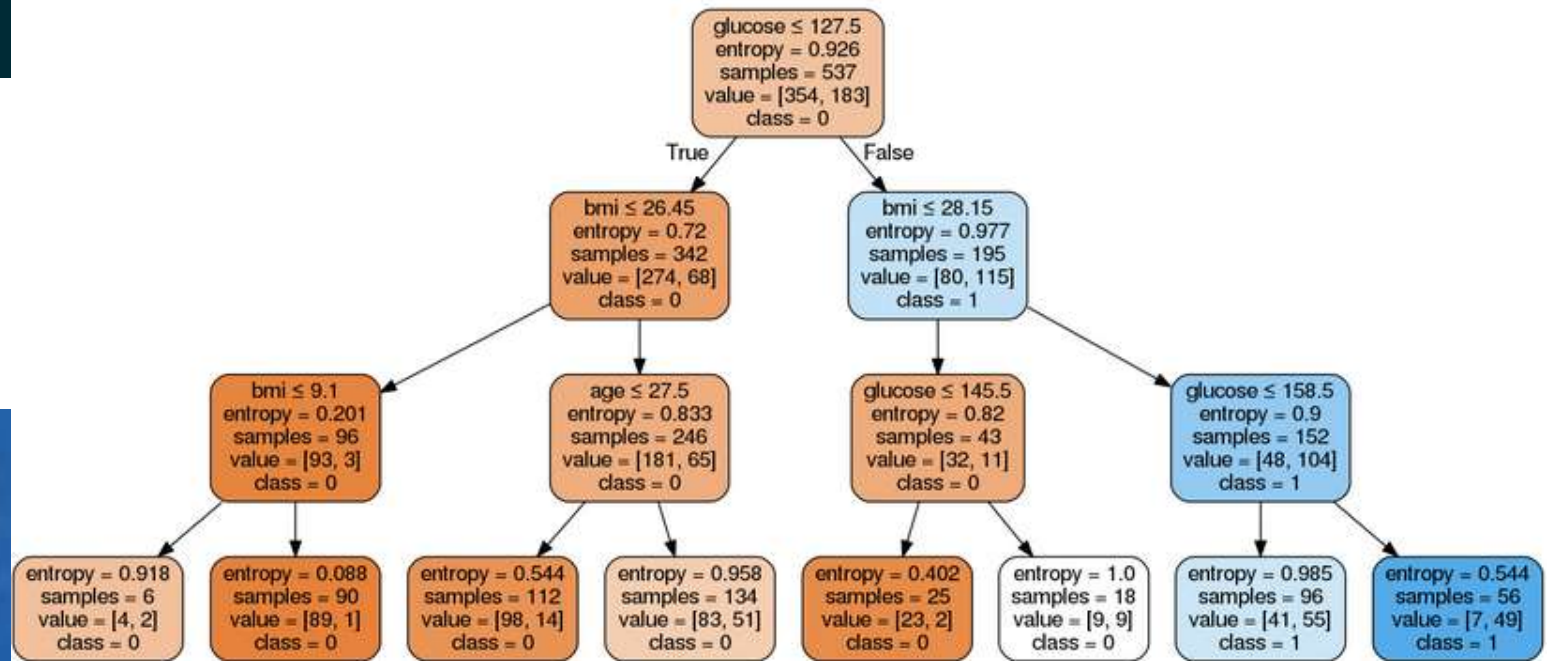 glucose ≤ 127.5
entropy = 0.926
samples = 537
value = [354, 183]
class = 0
True
False
bmi ≤ 26.45
entropy = 0.72
samples = 342
value = [274, 68]
class = 0
bmi ≤ 28.15
entropy = 0.977
samples = 195
value = [80, 115]
class = 1
bmi ≤ 9.1
entropy = 0.201
samples = 96
value = [93, 3]
class = 0
age ≤ 27.5
entropy = 0.833
samples = 246
value = [181, 65]
class = 0
glucose ≤ 145.5
entropy = 0.82
samples = 43
value = [32, 11]
class = 0
glucose ≤ 158.5
entropy = 0.9
samples = 152
value = [48, 104]
class = 1
entropy = 0.918
samples = 6
value = [4, 2]
class = 0
entropy = 0.088
samples = 90
value = [89, 1]
class = 0
entropy = 0.544
samples = 112
value = [98, 14]
class = 0
entropy = 0.958
samples = 134
value = [83, 51]
class = 0
entropy = 0.402
samples = 25
value = [23, 2]
class = 0
entropy = 1.0
samples = 18
value = [9, 9]
class = 0
entropy = 0.985
samples = 96
value = [41, 55]
class = 1
entropy = 0.544
samples = 56
value = [7, 49]
class = 1